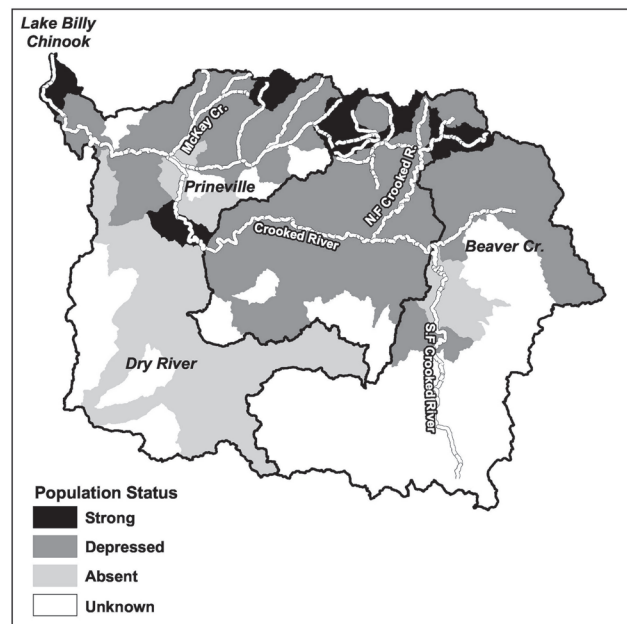 Lake Billy
Chinook
McKay Cr.
Prineville
N.F Crooked R.
Crooked River
Beaver Cr.
S.F Crooked River
Dry River
Population Status
Strong
Depressed
Absent
Unknown